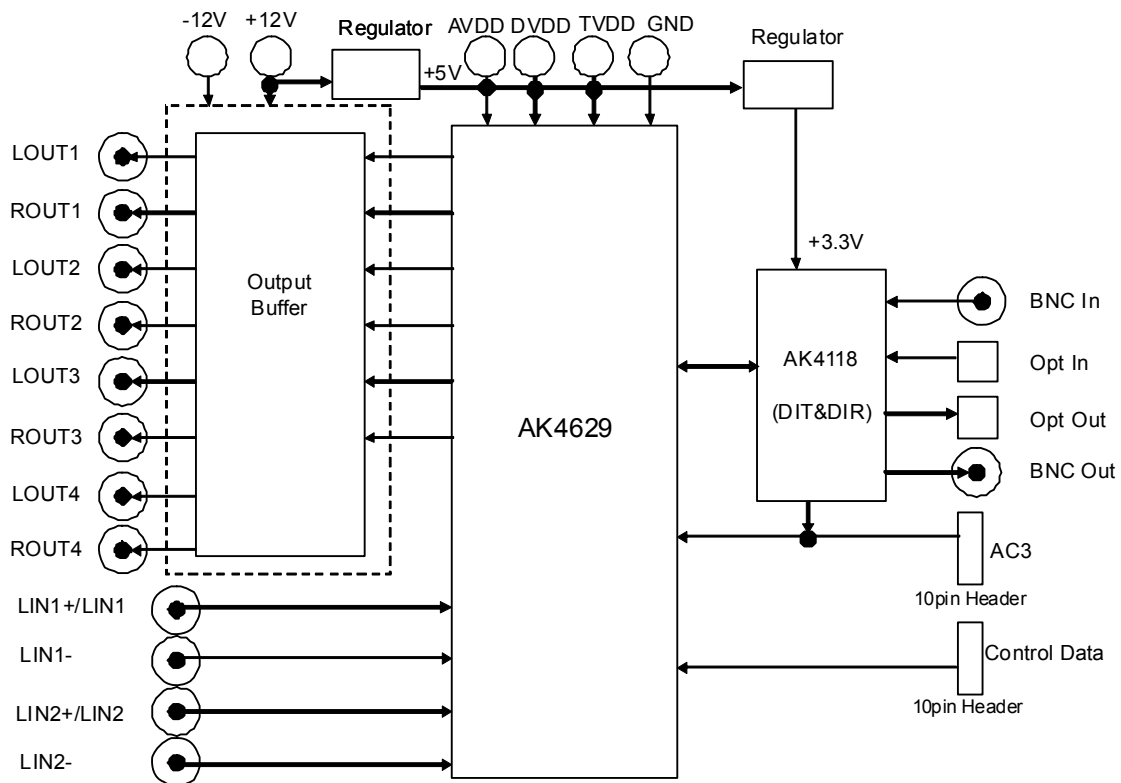 -12V
+12V
Regulator
AVDD
DVDD
TVDD
GND
Regulator
+5V
LOUT1
ROUT1
LOUT2
ROUT2
LOUT3
ROUT3
LOUT4
ROUT4
Output
Buffer
AK4629
+3.3V
AK4118
(DIT&DIR)
BNC In
Opt In
Opt Out
BNC Out
AC3
10pin Header
Control Data
10pin Header
LIN1+/LIN1
LIN1-
LIN2+/LIN2
LIN2-